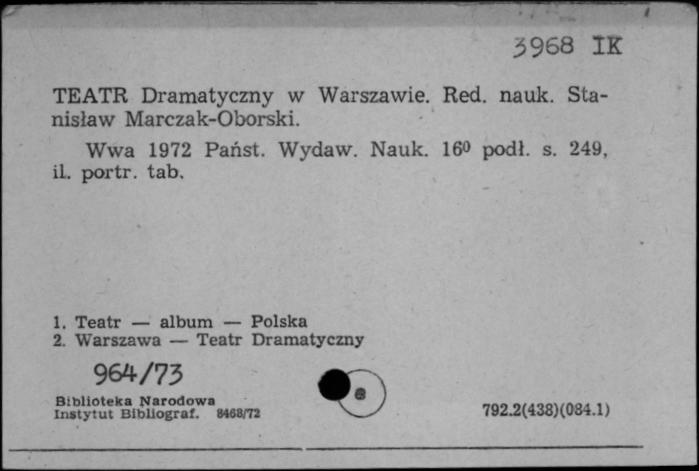 3968 IK
TEATR Dramatyczny w Warszawie. Red. nauk. Sta-
nisław Marczak-Oborski.
Wwa 1972 Państ. Wydaw. Nauk. 16⁰ podł. s. 249,
il. portr. tab.
1. Teatr — album — Polska
2. Warszawa — Teatr Dramatyczny
964/73
Biblioteka Narodowa
Instytut Bibliograf. 8468/72
792.2(438)(084.1)